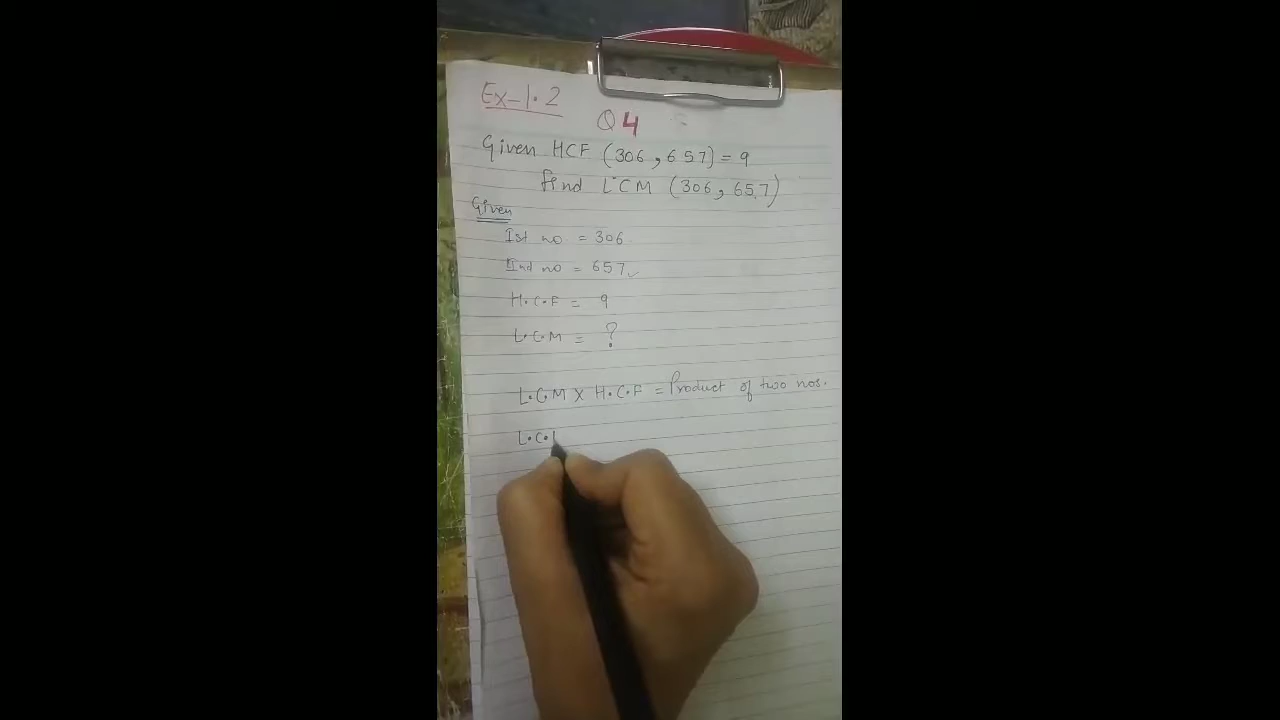 Ex-1.2
Q4
Given HCF (306, 657) = 9
find LCM (306, 657)
Given
Ist no = 306
IInd no = 657
H.C.F = 9
L.C.M = ?
L.C.M × H.C.F = Product of two nos.
L.C.